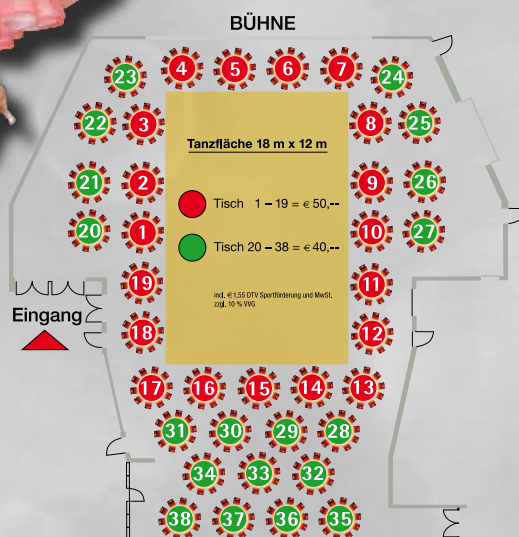 BÜHNE
4 5 6 7
23 24
22 3 8 25
Tanzfläche 18 m x 12 m
21 2 9 26
Tisch 1 – 19 = € 50,--
20 1 10 27
Tisch 20 – 38 = € 40,--
19 11
incl. € 1,55 DTV Sportförderung und MwSt.
zzgl. 10 % VVG
Eingang
18 12
17 16 15 14 13
31 30 29 28
34 33 32
38 37 36 35